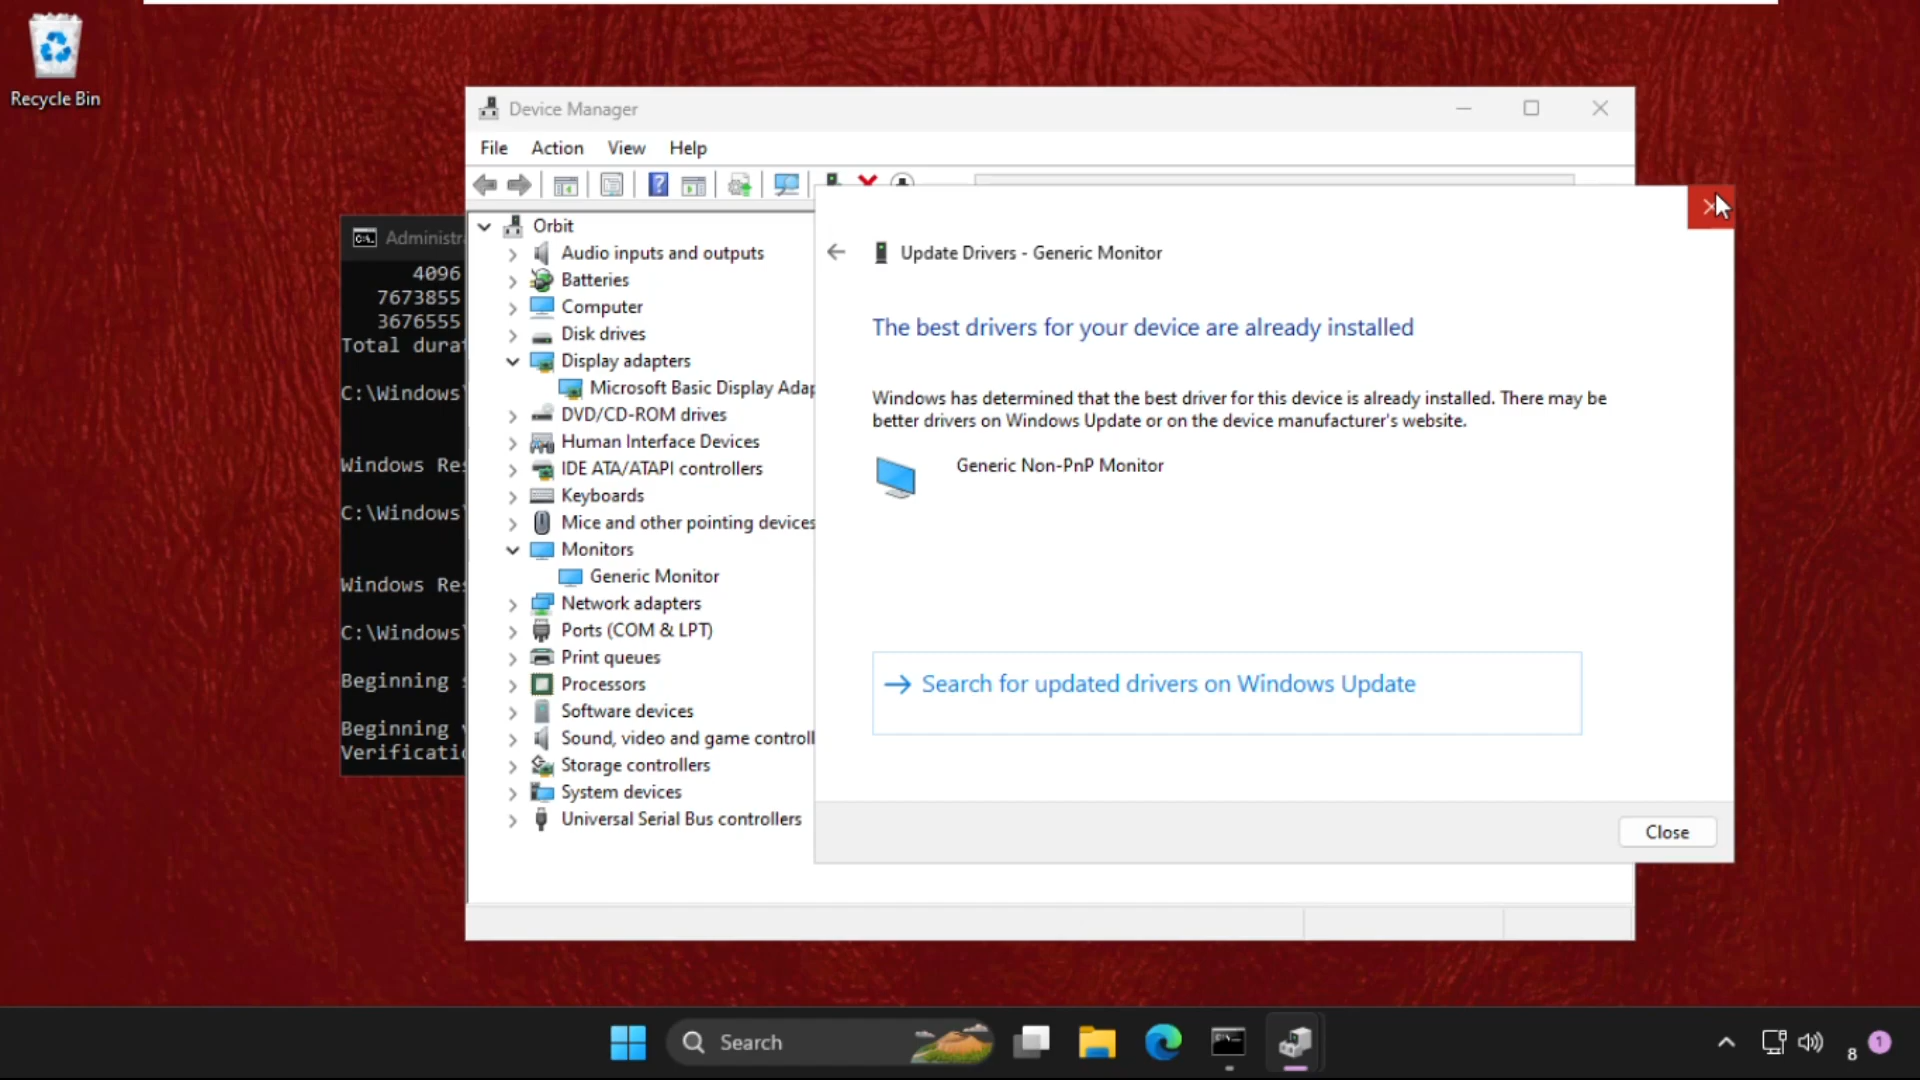 Recycle Bin
Device Manager
File Action View Help
Orbit
Audio inputs and outputs
Batteries
Computer
Disk drives
Display adapters
Microsoft Basic Display Adap
DVD/CD-ROM drives
Human Interface Devices
IDE ATA/ATAPI controllers
Keyboards
Mice and other pointing devices
Monitors
Generic Monitor
Network adapters
Ports (COM & LPT)
Print queues
Processors
Software devices
Sound, video and game controll
Storage controllers
System devices
Universal Serial Bus controllers
Administr
4096
7673855
3676555
Total durat
C:\Windows\
Windows Res
C:\Windows\
Windows Res
C:\Windows\
Beginning s
Beginning v
Verificatio
Update Drivers - Generic Monitor
The best drivers for your device are already installed
Windows has determined that the best driver for this device is already installed. There may be
better drivers on Windows Update or on the device manufacturer's website.
Generic Non-PnP Monitor
Search for updated drivers on Windows Update
Close
Search
8
1